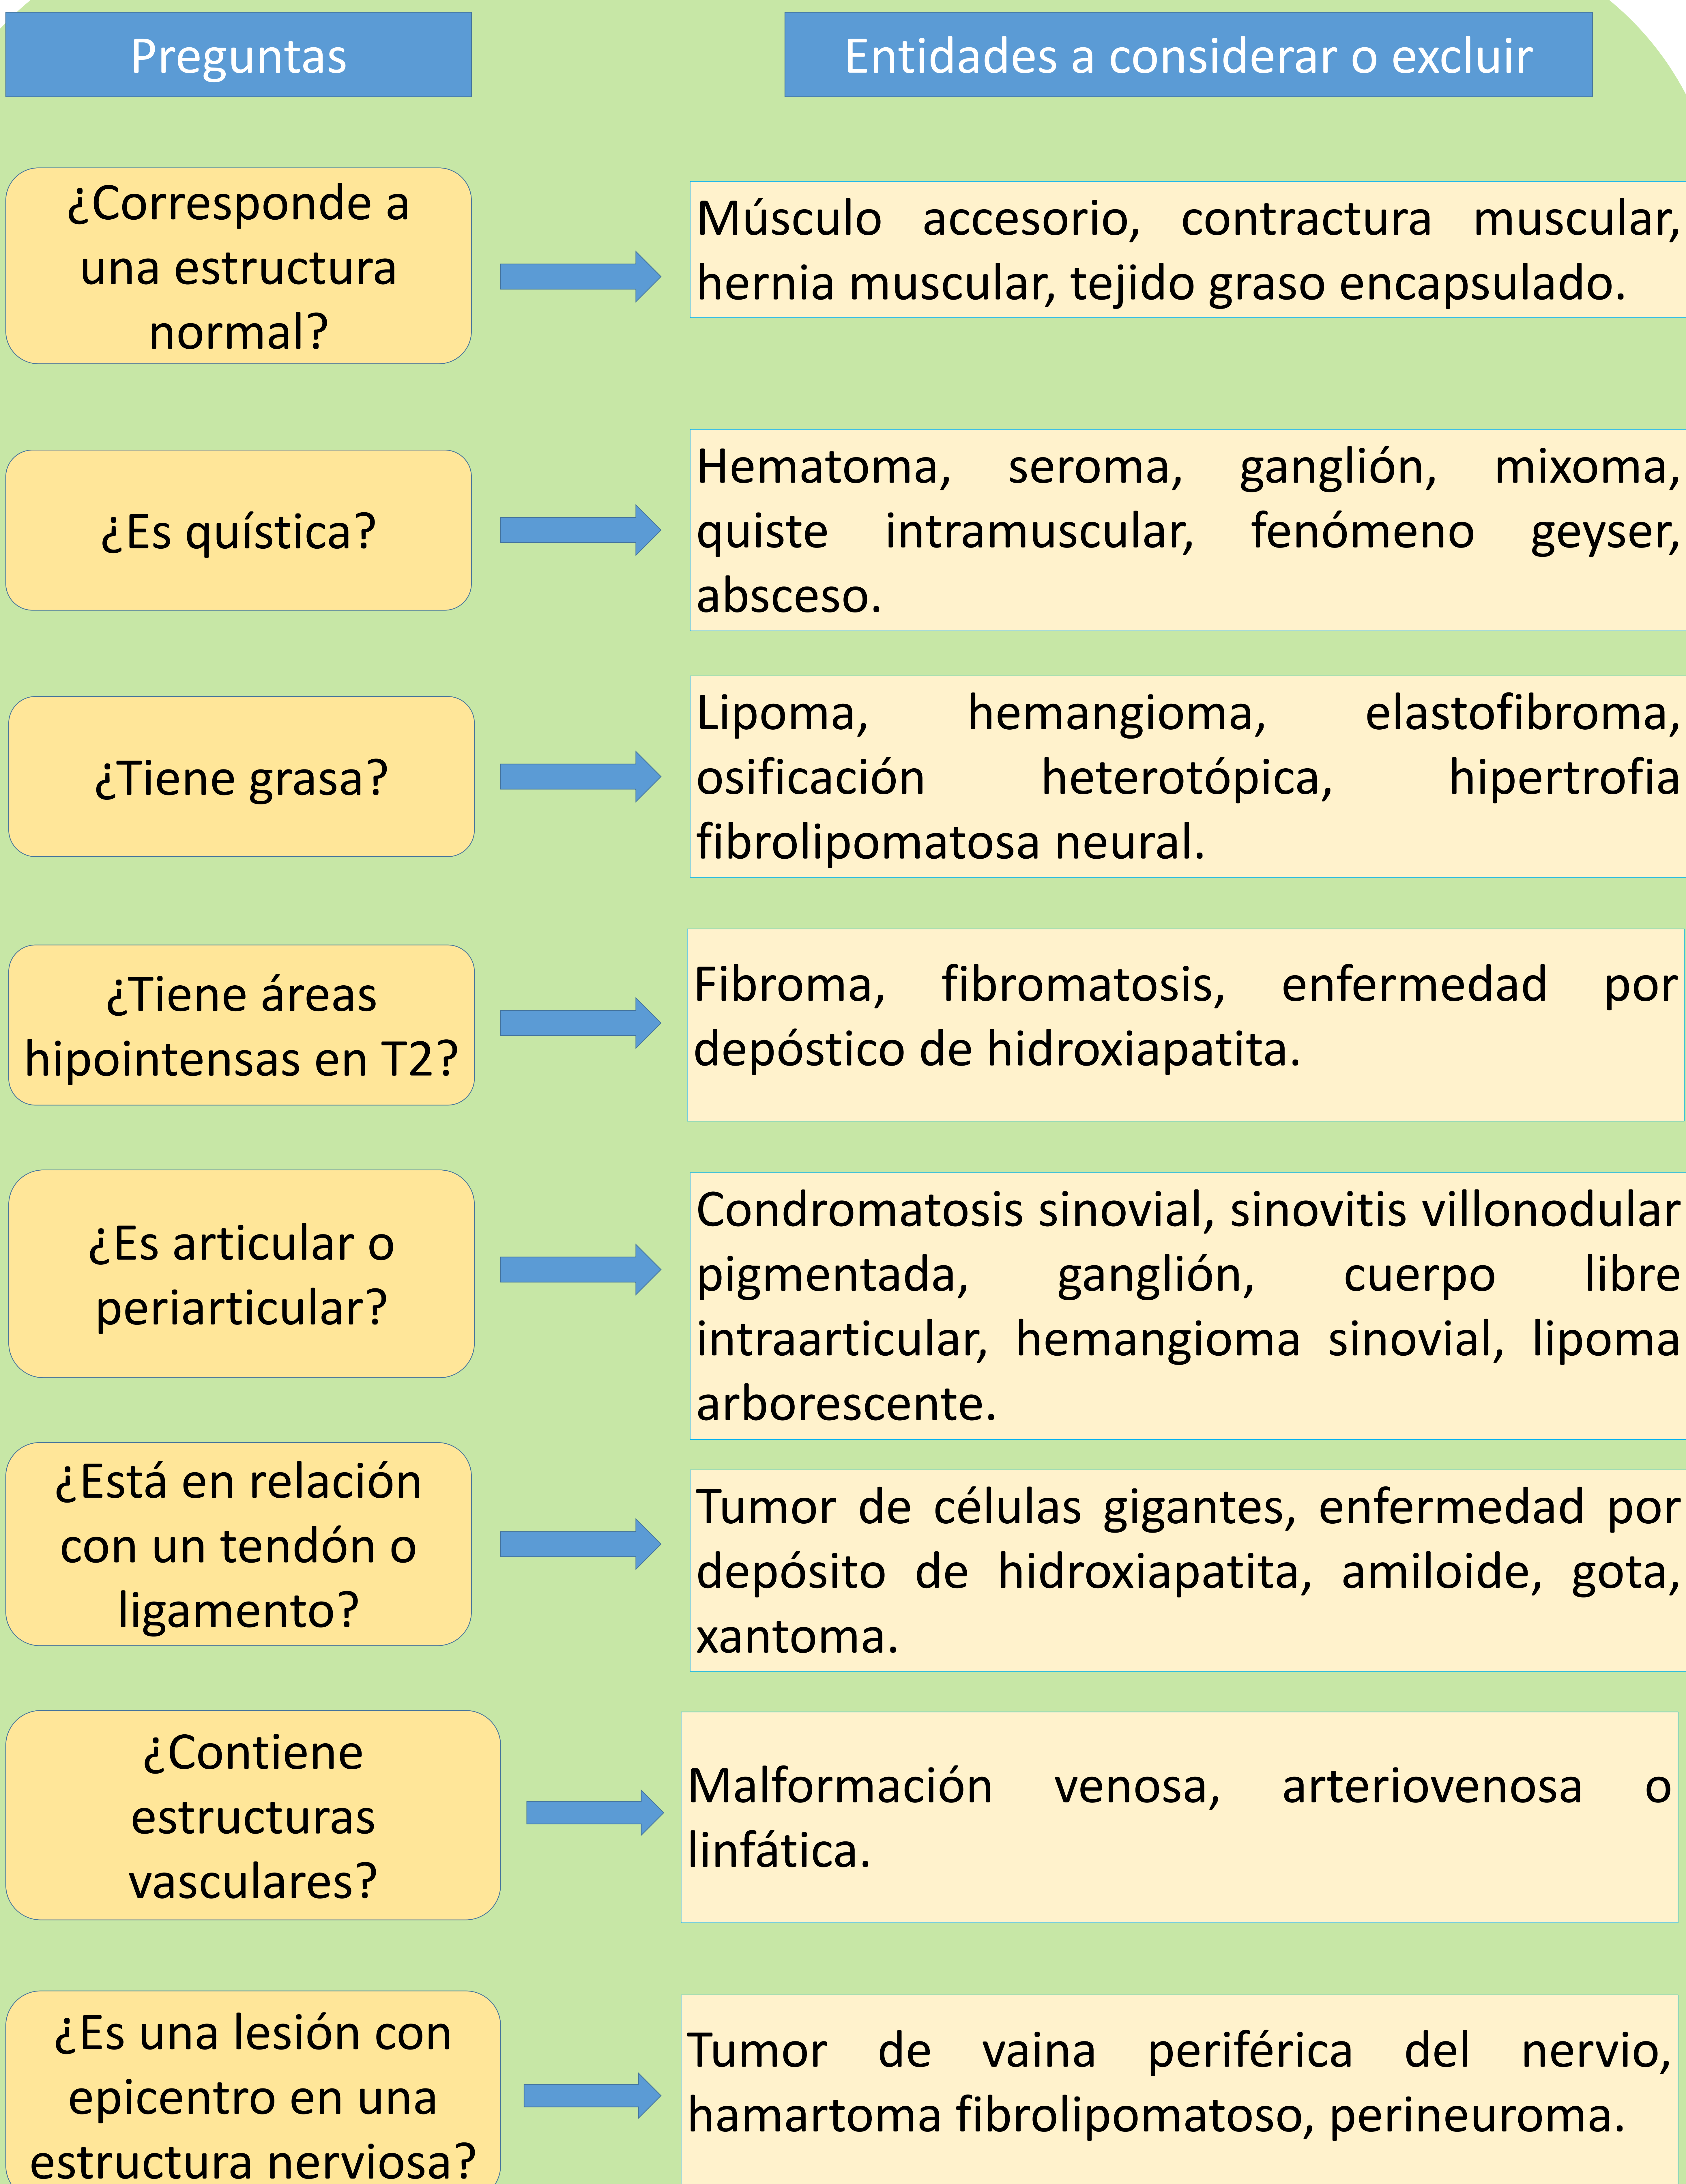 Preguntas
Entidades a considerar o excluir
¿Corresponde a
una estructura
normal?
Músculo accesorio, contractura muscular,
hernia muscular, tejido graso encapsulado.
¿Es quística?
Hematoma, seroma, ganglión, mixoma,
quiste intramuscular, fenómeno geyser,
absceso.
¿Tiene grasa?
Lipoma, hemangioma, elastofibroma,
osificación heterotópica, hipertrofia
fibrolipomatosa neural.
¿Tiene áreas
hipointensas en T2?
Fibroma, fibromatosis, enfermedad por
depóstico de hidroxiapatita.
¿Es articular o
periarticular?
Condromatosis sinovial, sinovitis villonodular
pigmentada, ganglión, cuerpo libre
intraarticular, hemangioma sinovial, lipoma
arborescente.
¿Está en relación
con un tendón o
ligamento?
Tumor de células gigantes, enfermedad por
depósito de hidroxiapatita, amiloide, gota,
xantoma.
¿Contiene
estructuras
vasculares?
Malformación venosa, arteriovenosa o
linfática.
¿Es una lesión con
epicentro en una
estructura nerviosa?
Tumor de vaina periférica del nervio,
hamartoma fibrolipomatoso, perineuroma.